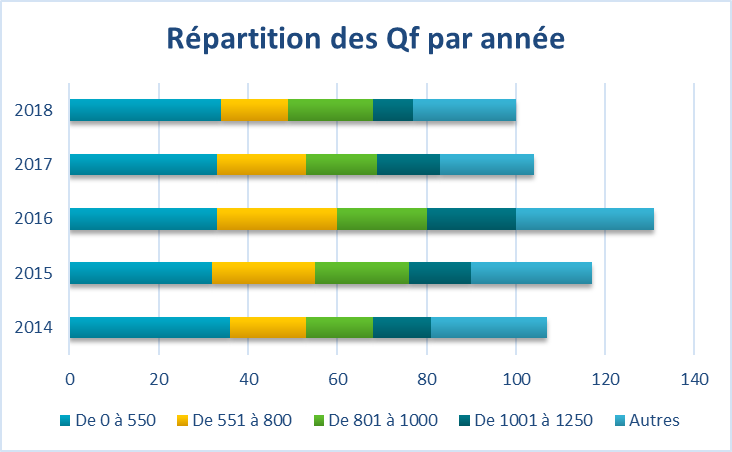 Répartition des Qf par année
2018
2017
2016
2015
2014
0 20 40 60 80 100 120 140
De 0 à 550 De 551 à 800 De 801 à 1000 De 1001 à 1250 Autres